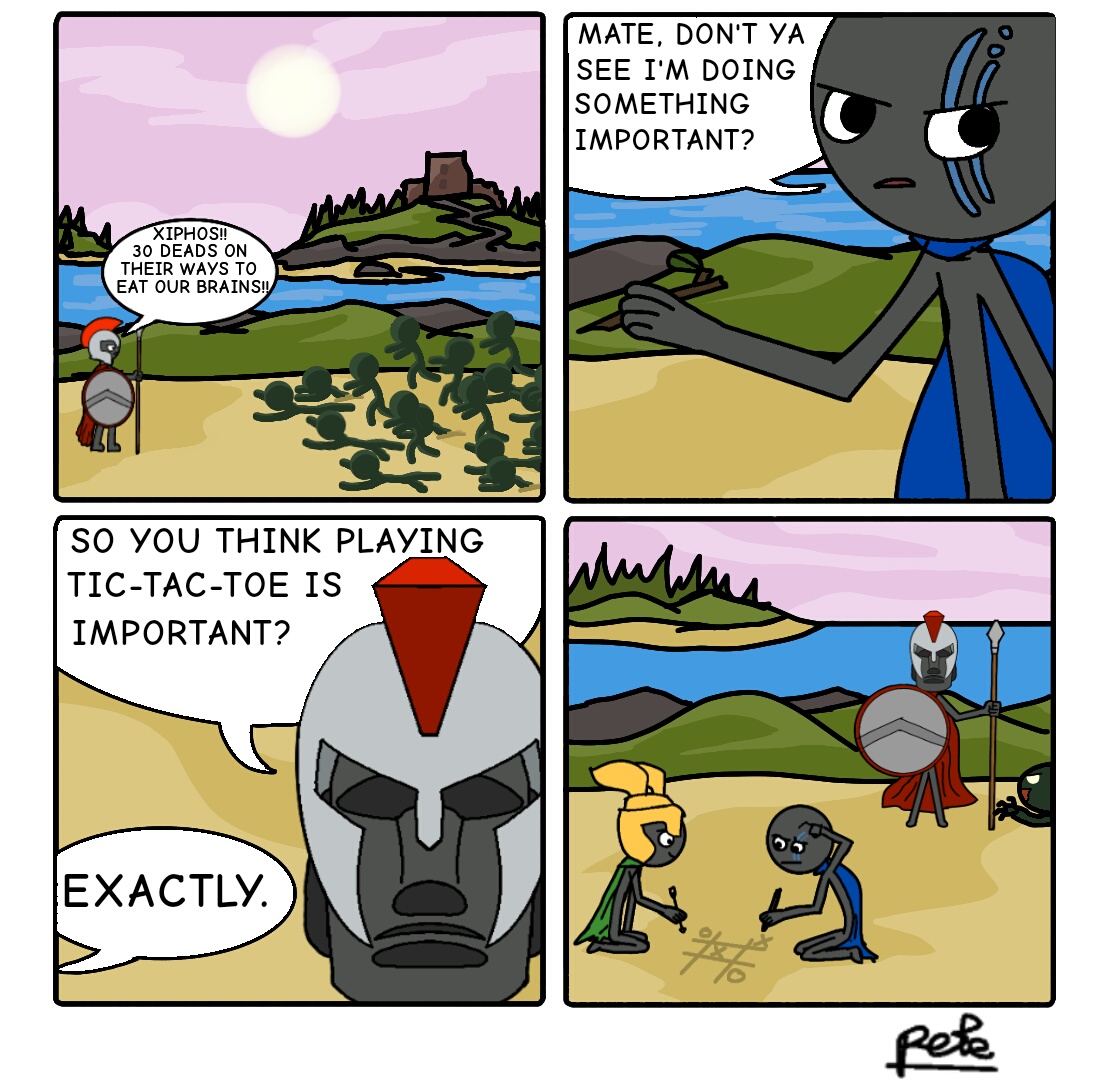 XIPHOS!!
30 DEADS ON
THEIR WAYS TO
EAT OUR BRAINS!!
MATE, DON'T YA
SEE I'M DOING
SOMETHING
IMPORTANT?
SO YOU THINK PLAYING
TIC-TAC-TOE IS
IMPORTANT?
EXACTLY.
Pete